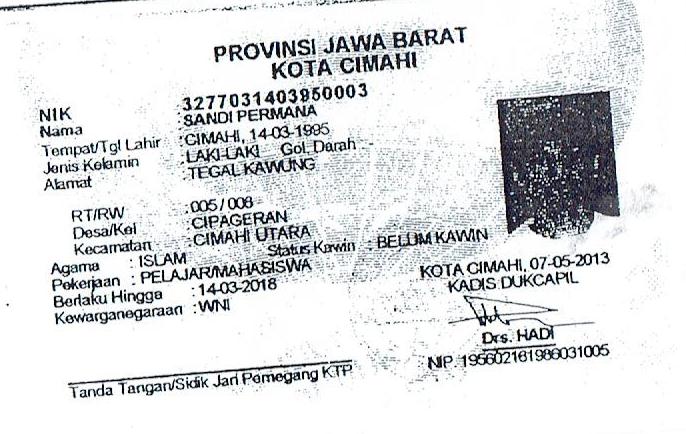 PROVINSI JAWA BARAT
KOTA CIMAHI
NIK : 3277031403950003
Nama : SANDI PERMANA
Tempat/Tgl Lahir : CIMAHI, 14-03-1995
Jenis Kelamin : LAKI-LAKI Gol. Darah -
Alamat : TEGAL KAWUNG
RT/RW : 005 / 008
Desa/Kel : CIPAGERAN
Kecamatan : CIMAHI UTARA
Agama : ISLAM Status Kawin : BELUM KAWIN
Pekerjaan : PELAJAR/MAHASISWA
Berlaku Hingga : 14-03-2018
Kewarganegaraan : WNI
KOTA CIMAHI, 07-05-2013
KADIS DUKCAPIL
Drs. HADI
NIP. 195602161986031005
Tanda Tangan/Sidik Jari Pemegang KTP